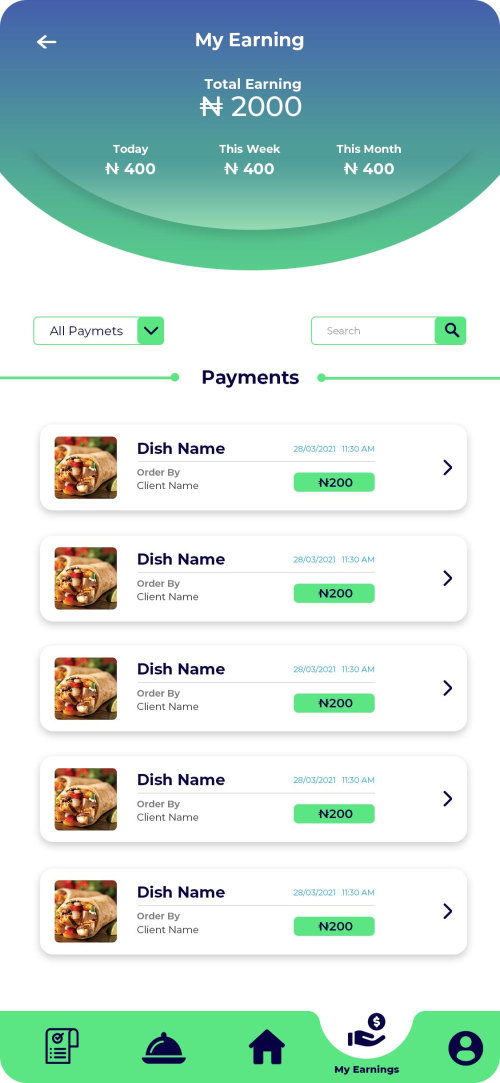 My Earning
Total Earning
₦ 2000
Today This Week This Month
₦ 400 ₦ 400 ₦ 400
All Paymets Search
Payments
Dish Name 28/03/2021 11:30 AM
Order By
Client Name ₦200
Dish Name 28/03/2021 11:30 AM
Order By
Client Name ₦200
Dish Name 28/03/2021 11:30 AM
Order By
Client Name ₦200
Dish Name 28/03/2021 11:30 AM
Order By
Client Name ₦200
Dish Name 28/03/2021 11:30 AM
Order By
Client Name ₦200
$
My Earnings